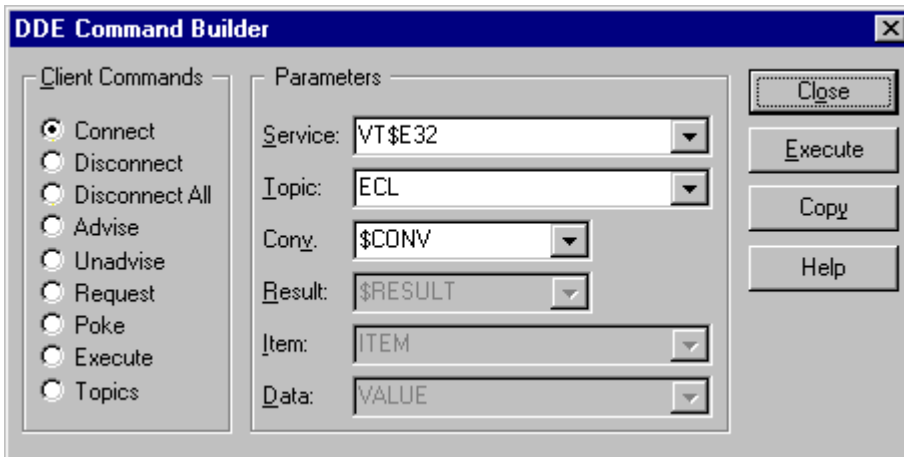 DDE Command Builder
Client Commands
Connect
Disconnect
Disconnect All
Advise
Unadvise
Request
Poke
Execute
Topics
Parameters
Service: VT$E32
Topic: ECL
Conv. $CONV
Result: $RESULT
Item: ITEM
Data: VALUE
Close
Execute
Copy
Help